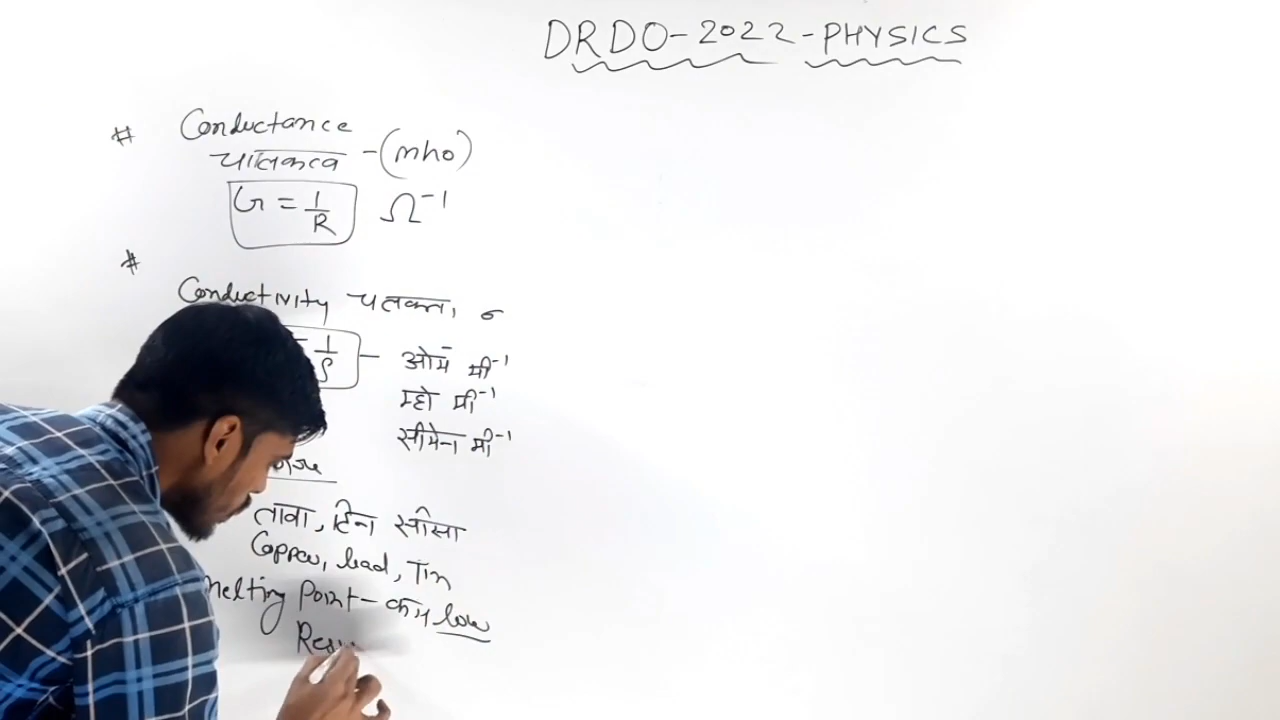 DRDO-2022-PHYSICS
# Conductance
चालकत्व -(mho)
G = 1/R Ω⁻¹
#
Conductivity चालकता, σ
1/ρ - ओम मी⁻¹
म्हो मी⁻¹
सीमेन मी⁻¹
तांबा, टिन सीसा
Copper, lead, Tin
Melting Point - कम low